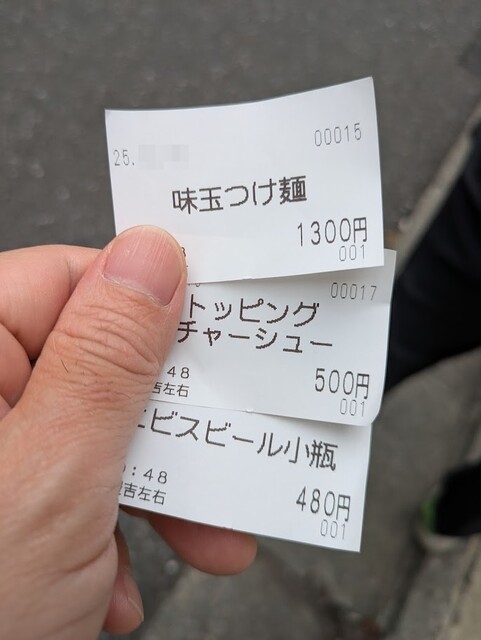 00015
25.
味玉つけ麺
1300円
001
00017
トッピング
チャーシュー
500円
48
吉左右
001
ビスビール小瓶
480円
:48
吉左右
001